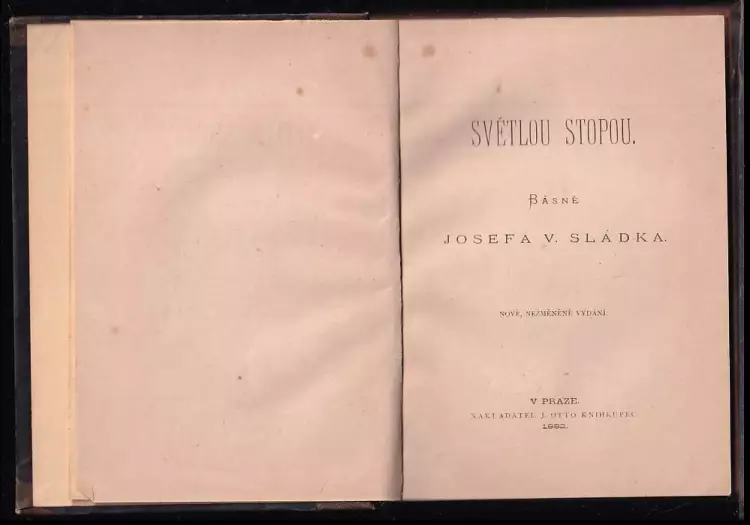 SVĚTLOU STOPOU.
BÁSNĚ
JOSEFA V. SLÁDKA.
NOVÉ, NEZMĚNĚNÉ VYDÁNÍ.
V PRAZE.
NAKLADATEL J. OTTO KNIHKUPEC.